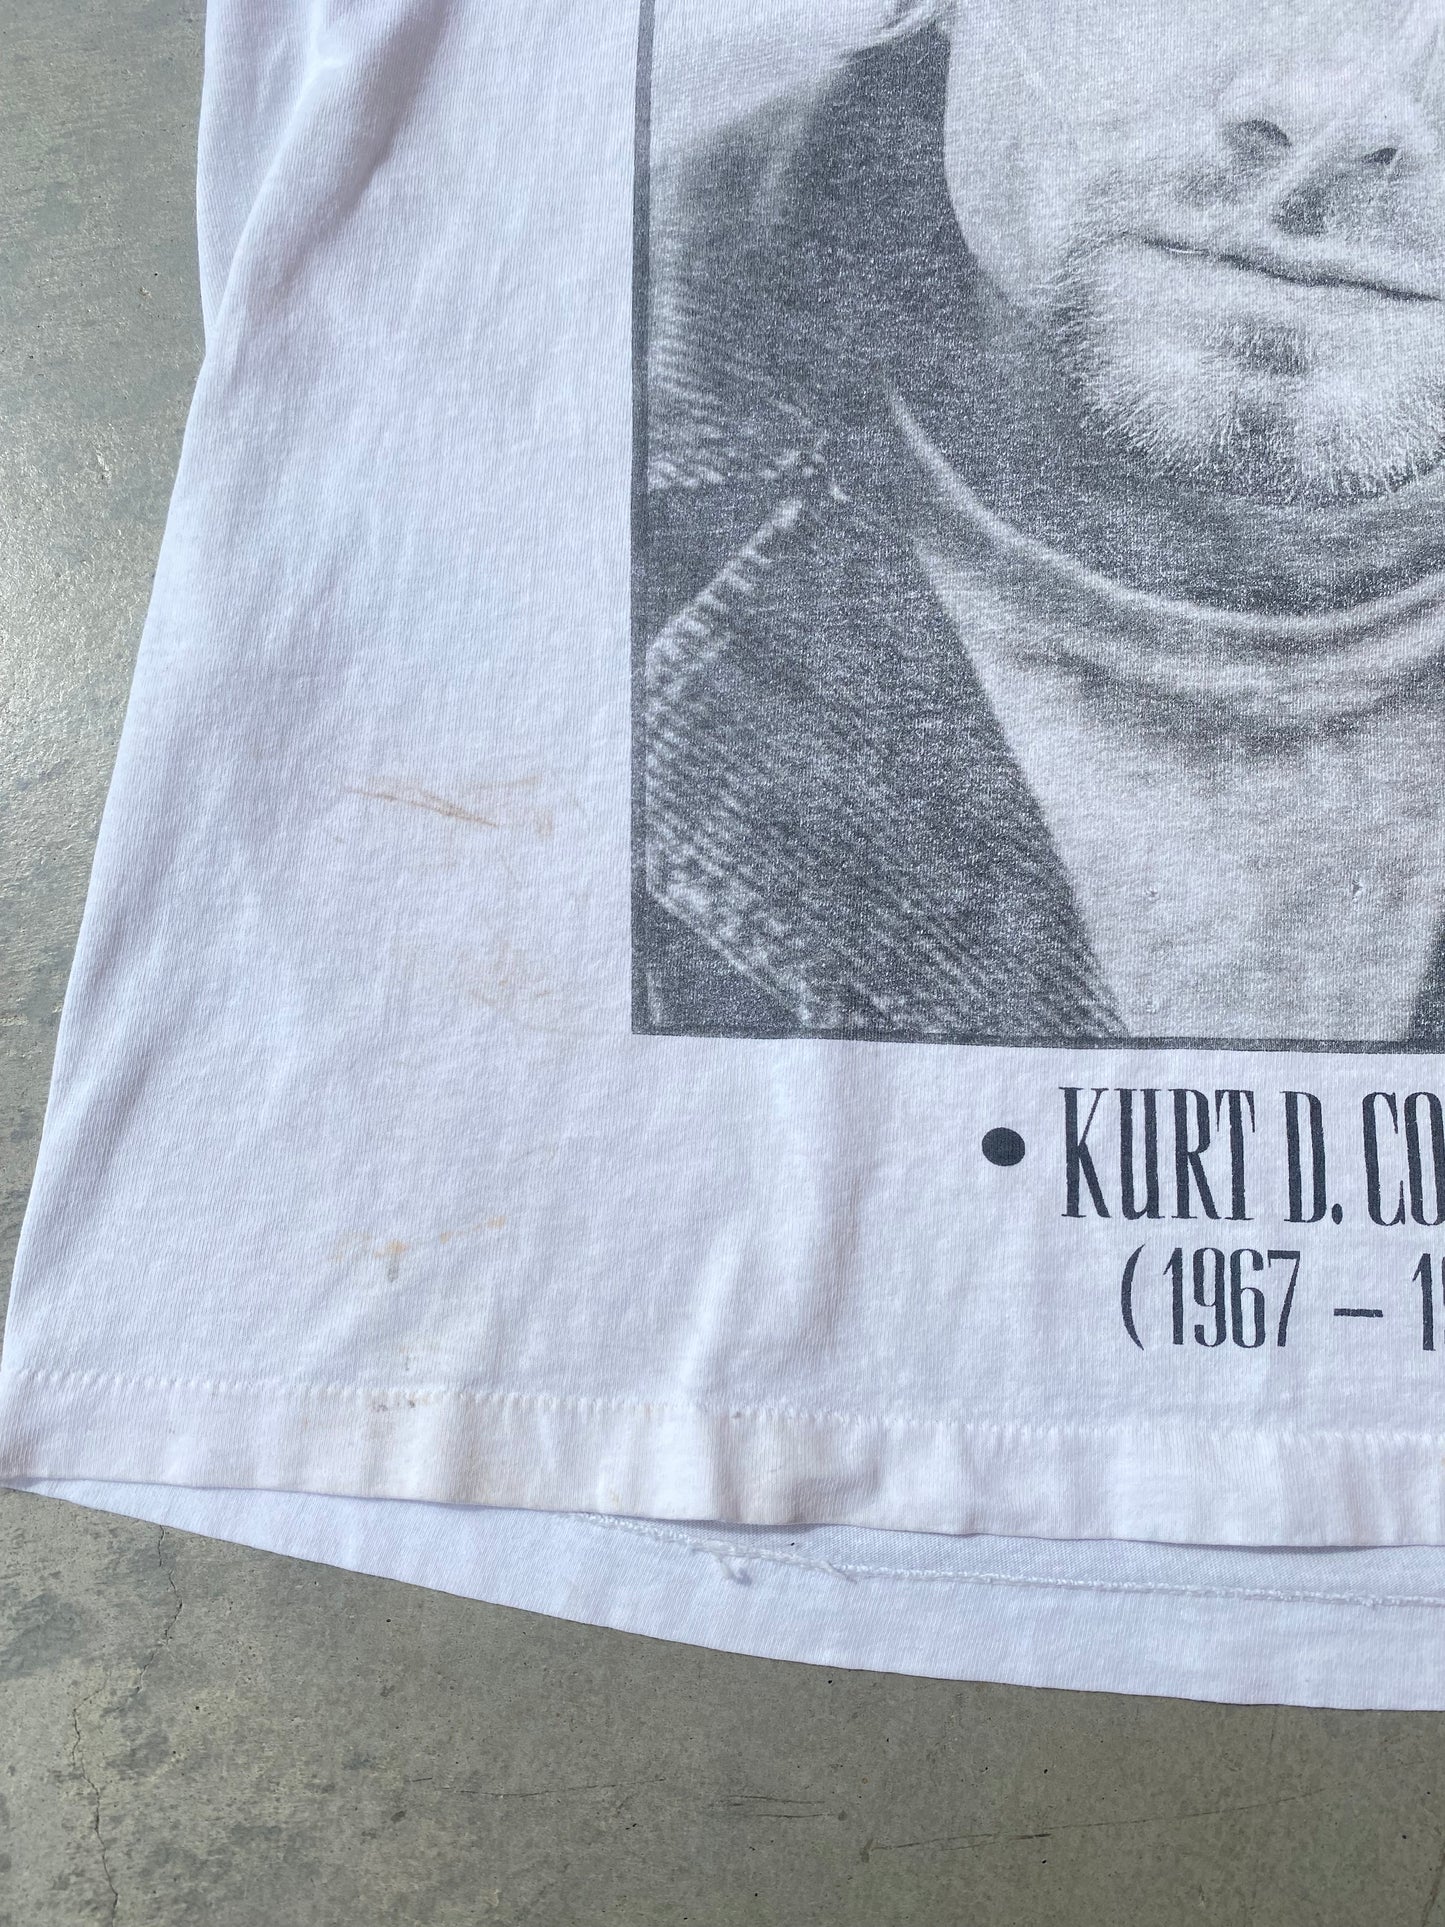 • KURT D. CO
(1967 – 1